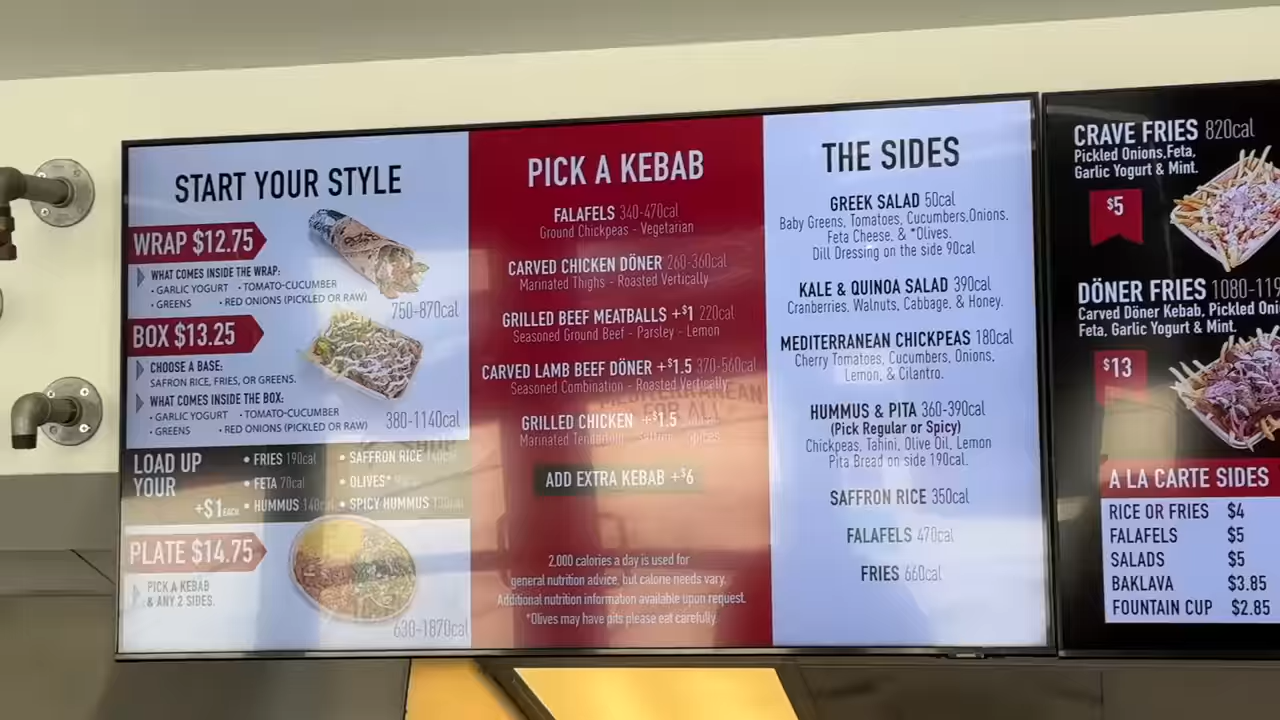 START YOUR STYLE
WRAP $12.75
WHAT COMES INSIDE THE WRAP:
• GARLIC YOGURT • TOMATO-CUCUMBER
• GREENS • RED ONIONS (PICKLED OR RAW)
750-870cal
BOX $13.25
CHOOSE A BASE:
SAFRON RICE, FRIES, OR GREENS.
WHAT COMES INSIDE THE BOX:
• GARLIC YOGURT • TOMATO-CUCUMBER
• GREENS • RED ONIONS (PICKLED OR RAW)
380-1140cal
LOAD UP
YOUR
+$1 EACH
• FRIES 190cal
• FETA 70cal
• HUMMUS 140cal
• SAFFRON RICE
• OLIVES*
• SPICY HUMMUS
PLATE $14.75
PICK A KEBAB
& ANY 2 SIDES.
630-1870cal
PICK A KEBAB
FALAFELS 340-470cal
Ground Chickpeas - Vegetarian
CARVED CHICKEN DÖNER 260-360cal
Marinated Thighs - Roasted Vertically
GRILLED BEEF MEATBALLS +$1 220cal
Seasoned Ground Beef - Parsley - Lemon
CARVED LAMB BEEF DÖNER +$1.5 370-560cal
Seasoned Combination - Roasted Vertically
GRILLED CHICKEN +$1.5
Marinated
ADD EXTRA KEBAB +$6
2,000 calories a day is used for
general nutrition advice, but calorie needs vary.
Additional nutrition information available upon request.
*Olives may have pits please eat carefully.
THE SIDES
GREEK SALAD 50cal
Baby Greens, Tomatoes, Cucumbers,Onions.
Feta Cheese, & *Olives.
Dill Dressing on the side 90cal
KALE & QUINOA SALAD 390cal
Cranberries, Walnuts, Cabbage, & Honey.
MEDITERRANEAN CHICKPEAS 180cal
Cherry Tomatoes, Cucumbers, Onions,
Lemon, & Cilantro.
HUMMUS & PITA 360-390cal
(Pick Regular or Spicy)
Chickpeas, Tahini, Olive Oil, Lemon
Pita Bread on side 190cal.
SAFFRON RICE 350cal
FALAFELS 470cal
FRIES 660cal
CRAVE FRIES 820cal
Pickled Onions,Feta,
Garlic Yogurt & Mint.
$5
DÖNER FRIES 1080-119
Carved Döner Kebab, Pickled Oni
Feta, Garlic Yogurt & Mint.
$13
A LA CARTE SIDES
RICE OR FRIES $4
FALAFELS $5
SALADS $5
BAKLAVA $3.85
FOUNTAIN CUP $2.85